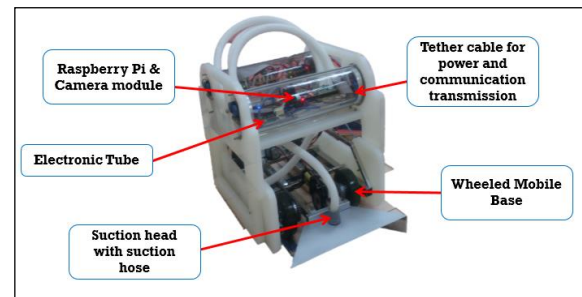 Raspberry Pi &
Camera module
Tether cable for
power and
communication
transmission
Electronic Tube
Wheeled Mobile
Base
Suction head
with suction
hose